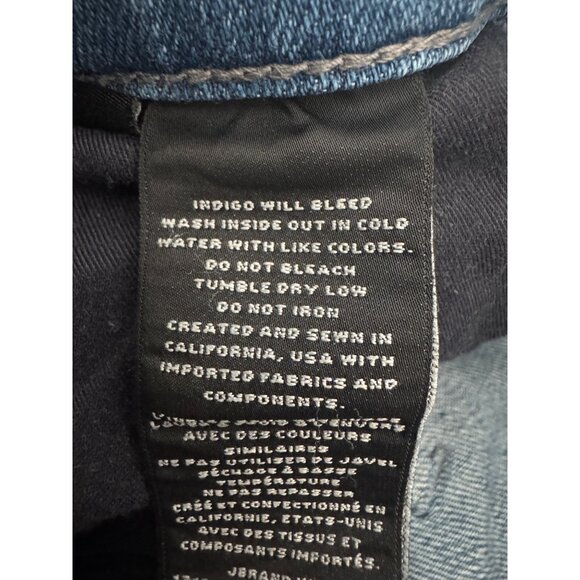 INDIGO WILL BLEED
WASH INSIDE OUT IN COLD
WATER WITH LIKE COLORS.
DO NOT BLEACH
TUMBLE DRY LOW
DO NOT IRON
CREATED AND SEWN IN
CALIFORNIA, USA WITH
IMPORTED FABRICS AND
COMPONENTS.
AVEC DES COULEURS
SIMILAIRES
NE PAS UTILISER DE JAVEL
SÉCHAGE À BASSE
TEMPÉRATURE
NE PAS REPASSER
CRÉÉ ET CONFECTIONNÉ EN
CALIFORNIE, ÉTATS-UNIS
AVEC DES TISSUS ET
COMPOSANTS IMPORTÉS.
JBRAND